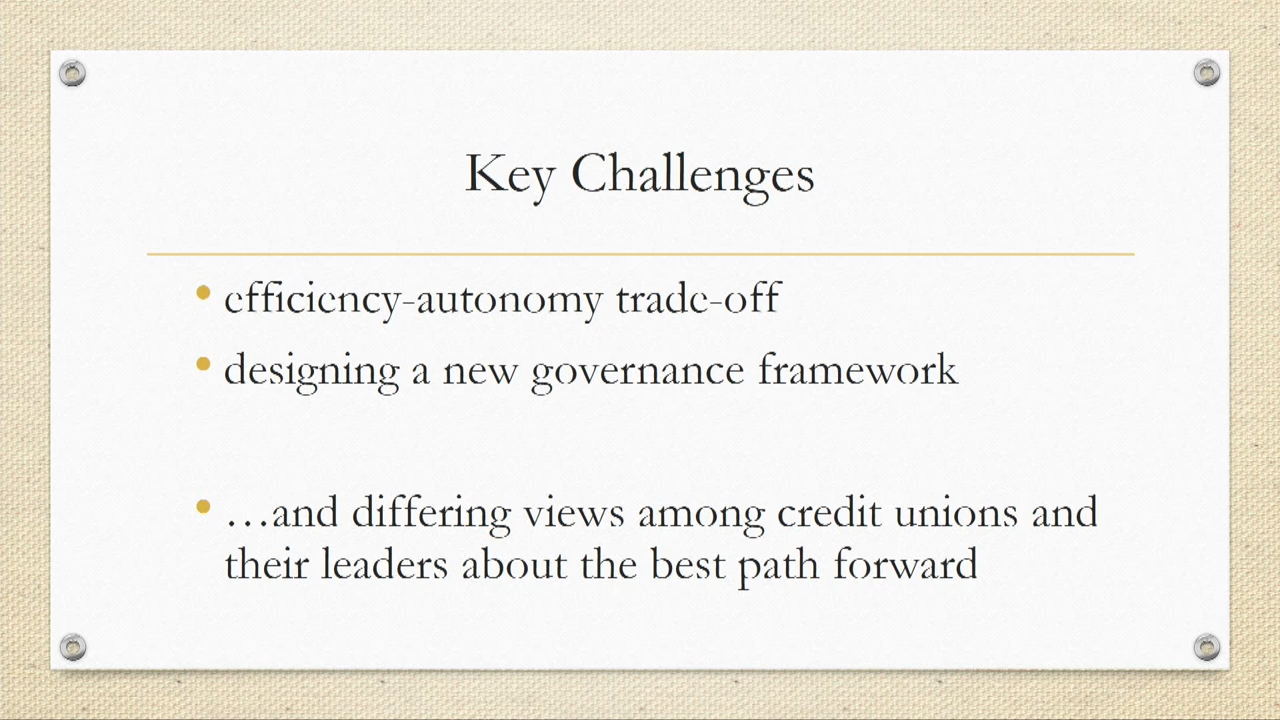 Key Challenges
• efficiency-autonomy trade-off
• designing a new governance framework
• …and differing views among credit unions and
their leaders about the best path forward